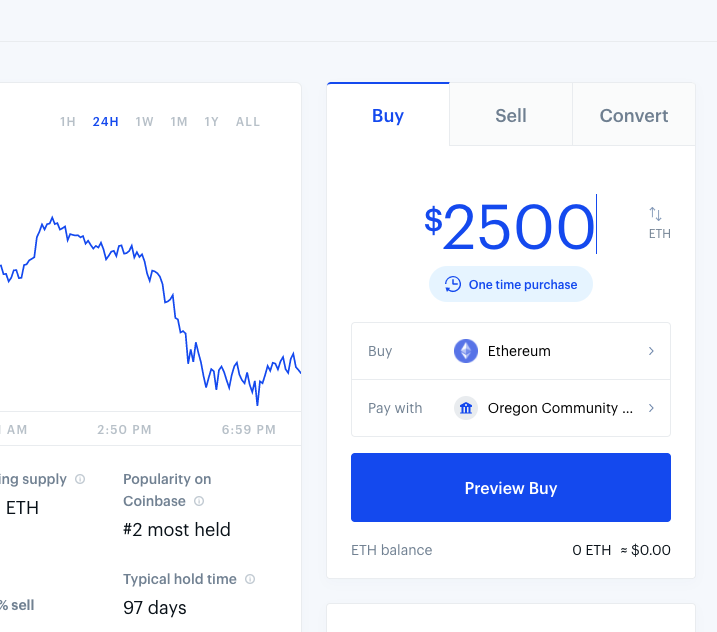 1H 24H 1W 1M 1Y ALL
AM 2:50 PM 6:59 PM
ing supply
ETH
% sell
Popularity on
Coinbase
#2 most held
Typical hold time
97 days
Buy Sell Convert
$2500
ETH
One time purchase
Buy Ethereum
Pay with Oregon Community ...
Preview Buy
ETH balance 0 ETH ≈ $0.00